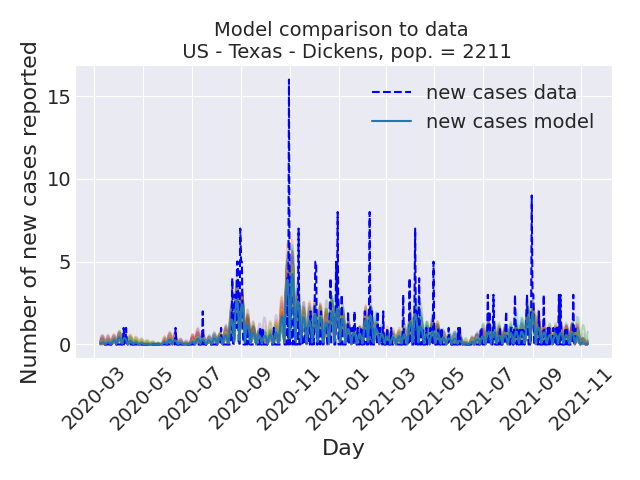 Model comparison to data
US - Texas - Dickens, pop. = 2211
Number of new cases reported
15
10
5
0
new cases data
new cases model
2020-03
2020-05
2020-07
2020-09
2020-11
2021-01
2021-03
2021-05
2021-07
2021-09
2021-11
Day